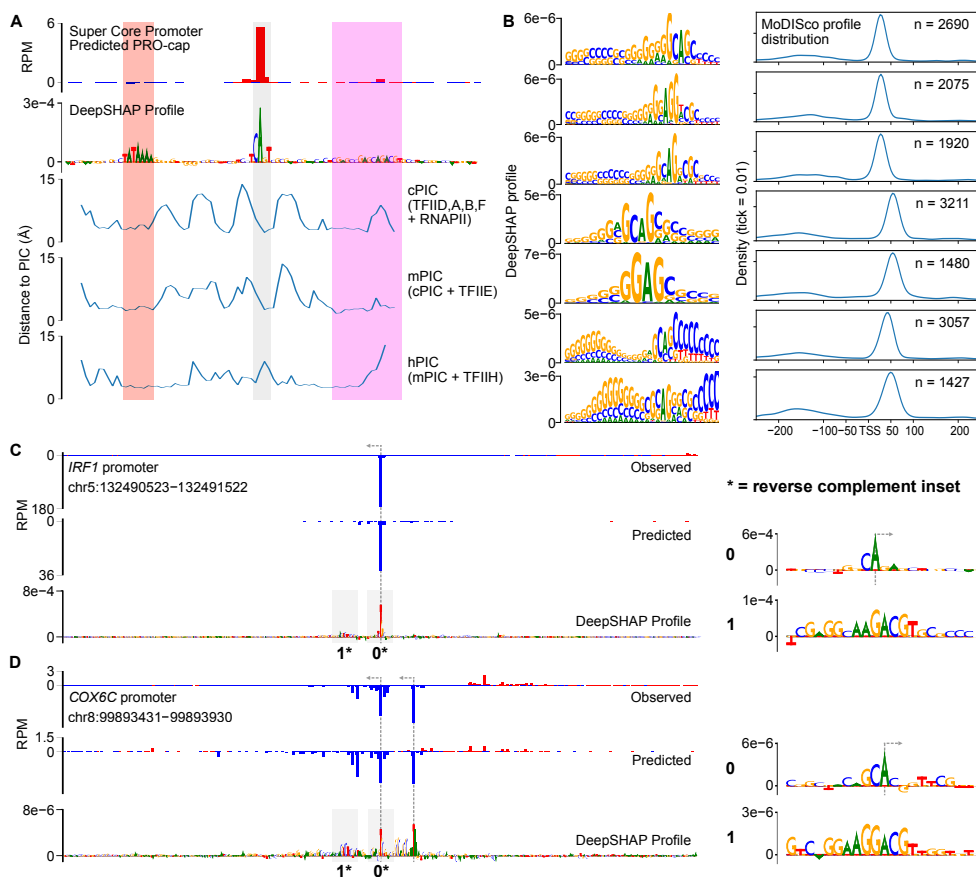 A
6
RPM
0
Super Core Promoter
Predicted PRO-cap
3e−4
0
DeepSHAP Profile
Distance to PIC (Å)
15
0
cPIC
(TFIID,A,B,F
+ RNAPII)
15
0
mPIC
(cPIC + TFIIE)
15
0
hPIC
(mPIC + TFIIH)
B
DeepSHAP profile
6e−6
0
6e−6
0
6e−6
0
5e−6
0
7e−6
0
5e−6
0
3e−6
0
Density (tick = 0.01)
MoDISco profile
distribution
n = 2690
n = 2075
n = 1920
n = 3211
n = 1480
n = 3057
n = 1427
−200
−100
−50
TSS
50
100
200
C
RPM
0
180
IRF1 promoter
chr5:132490523−132491522
Observed
0
36
Predicted
8e−4
0
DeepSHAP Profile
1*
0*
* = reverse complement inset
0
6e−4
0
1
1e−4
0
D
RPM
3
0
COX6C promoter
chr8:99893431−99893930
Observed
1.5
0
Predicted
8e−6
0
DeepSHAP Profile
1*
0*
0
6e−6
0
1
3e−6
0